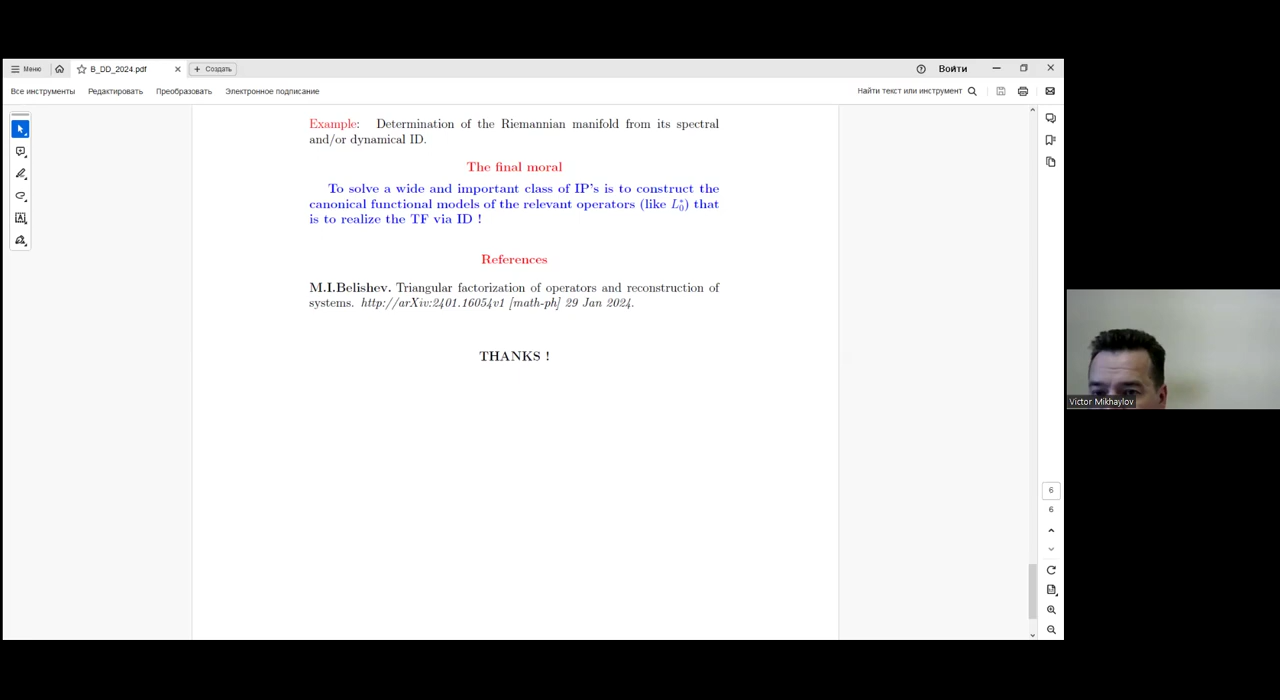 Меню
B_DD_2024.pdf
Создать
Войти
Все инструменты Редактировать Преобразовать Электронное подписание
Найти текст или инструмент
Example: Determination of the Riemannian manifold from its spectral
and/or dynamical ID.
The final moral
To solve a wide and important class of IP's is to construct the
canonical functional models of the relevant operators (like L₀*) that
is to realize the TF via ID !
References
M.I.Belishev. Triangular factorization of operators and reconstruction of
systems. http://arXiv:2401.16054v1 [math-ph] 29 Jan 2024.
THANKS !
Victor Mikhaylov
6
6